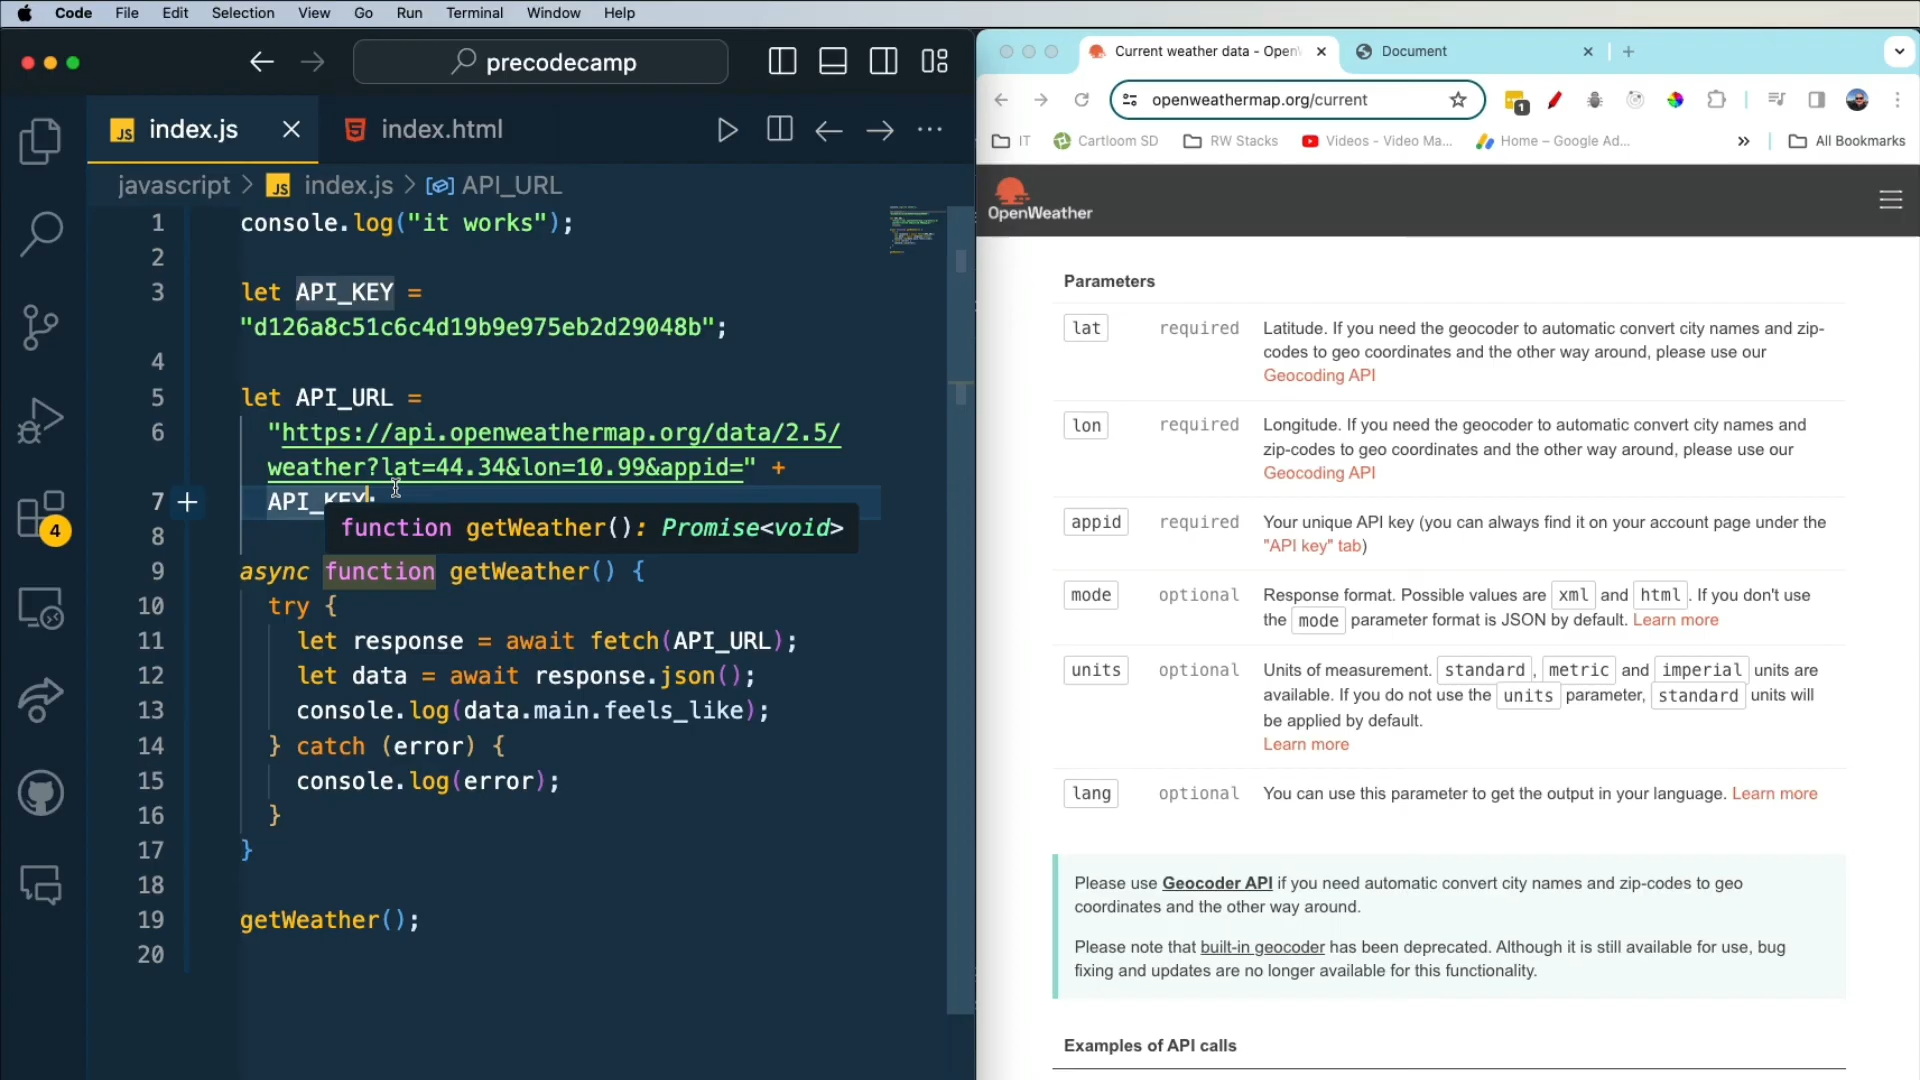 Code File Edit Selection View Go Run Terminal Window Help
precodecamp
index.js
index.html
javascript > JS index.js > API_URL
1 console.log("it works");
2
3 let API_KEY =
"d126a8c51c6c4d19b9e975eb2d29048b";
4
5 let API_URL =
6 "https://api.openweathermap.org/data/2.5/
weather?lat=44.34&lon=10.99&appid=" +
7 API_KEY;
function getWeather(): Promise<void>
8
9 async function getWeather() {
10 try {
11 let response = await fetch(API_URL);
12 let data = await response.json();
13 console.log(data.main.feels_like);
14 } catch (error) {
15 console.log(error);
16 }
17 }
18
19 getWeather();
20
4
Current weather data - Open
Document
openweathermap.org/current
1
IT Cartloom SD RW Stacks Videos - Video Ma... Home – Google Ad... » All Bookmarks
OpenWeather
Parameters
lat required Latitude. If you need the geocoder to automatic convert city names and zip-
codes to geo coordinates and the other way around, please use our
Geocoding API
lon required Longitude. If you need the geocoder to automatic convert city names and
zip-codes to geo coordinates and the other way around, please use our
Geocoding API
appid required Your unique API key (you can always find it on your account page under the
"API key" tab)
mode optional Response format. Possible values are xml and html. If you don't use
the mode parameter format is JSON by default. Learn more
units optional Units of measurement. standard, metric and imperial units are
available. If you do not use the units parameter, standard units will
be applied by default.
Learn more
lang optional You can use this parameter to get the output in your language. Learn more
Please use Geocoder API if you need automatic convert city names and zip-codes to geo
coordinates and the other way around.
Please note that built-in geocoder has been deprecated. Although it is still available for use, bug
fixing and updates are no longer available for this functionality.
Examples of API calls